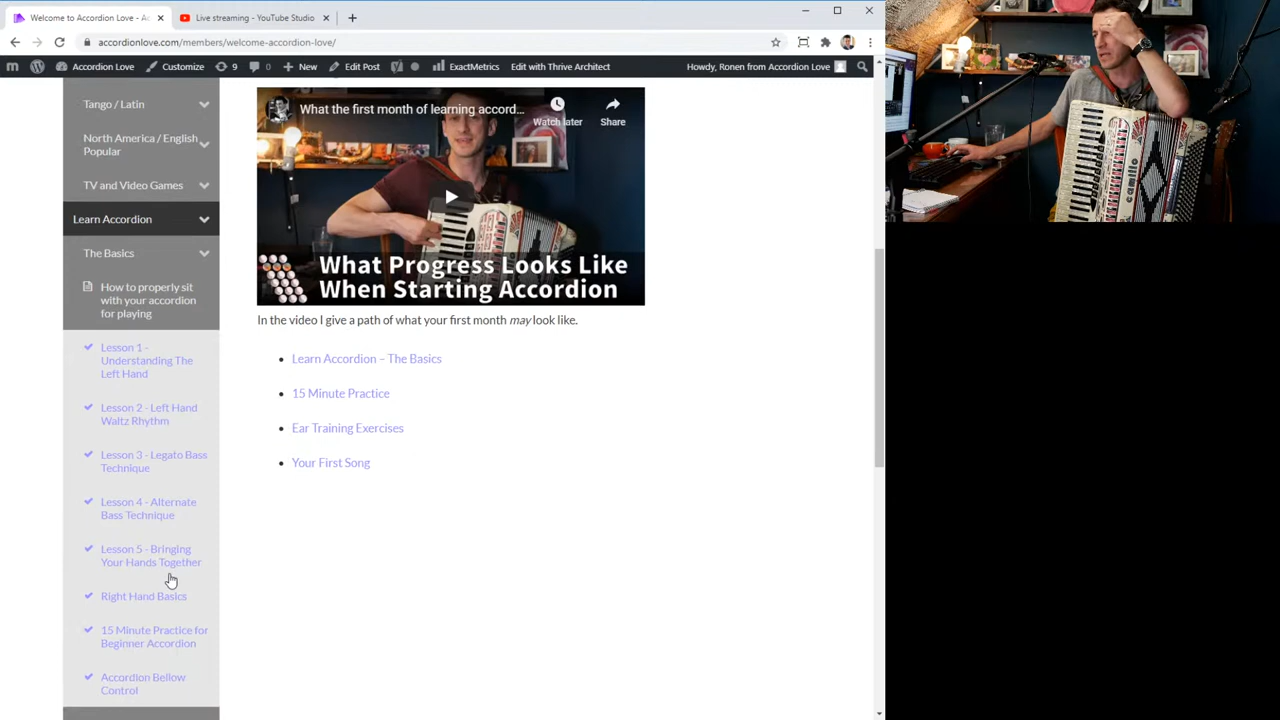 Welcome to Accordion Love - Ac
Live streaming - YouTube Studio
accordionlove.com/members/welcome-accordion-love/
Accordion Love
Customize
9
0
New
Edit Post
ExactMetrics
Edit with Thrive Architect
Howdy, Ronen from Accordion Love
Tango / Latin
North America / English
Popular
TV and Video Games
Learn Accordion
The Basics
How to properly sit
with your accordion
for playing
Lesson 1 -
Understanding The
Left Hand
Lesson 2 - Left Hand
Waltz Rhythm
Lesson 3 - Legato Bass
Technique
Lesson 4 - Alternate
Bass Technique
Lesson 5 - Bringing
Your Hands Together
Right Hand Basics
15 Minute Practice for
Beginner Accordion
Accordion Bellow
Control
What the first month of learning accord...
Watch later
Share
What Progress Looks Like
When Starting Accordion
In the video I give a path of what your first month may look like.
Learn Accordion – The Basics
15 Minute Practice
Ear Training Exercises
Your First Song
camillo